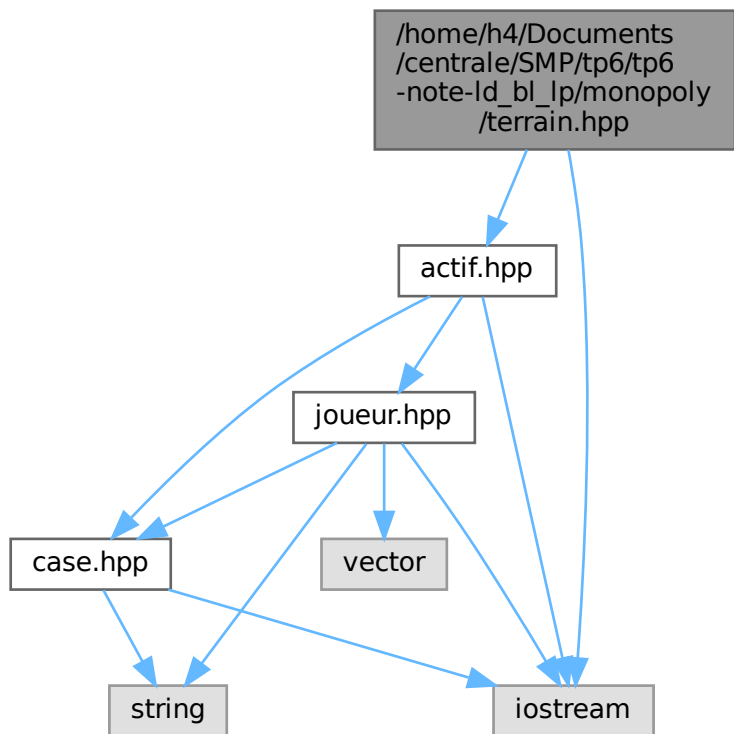 /home/h4/Documents
/centrale/SMP/tp6/tp6
-note-ld_bl_lp/monopoly
/terrain.hpp
actif.hpp
joueur.hpp
case.hpp
vector
string
iostream